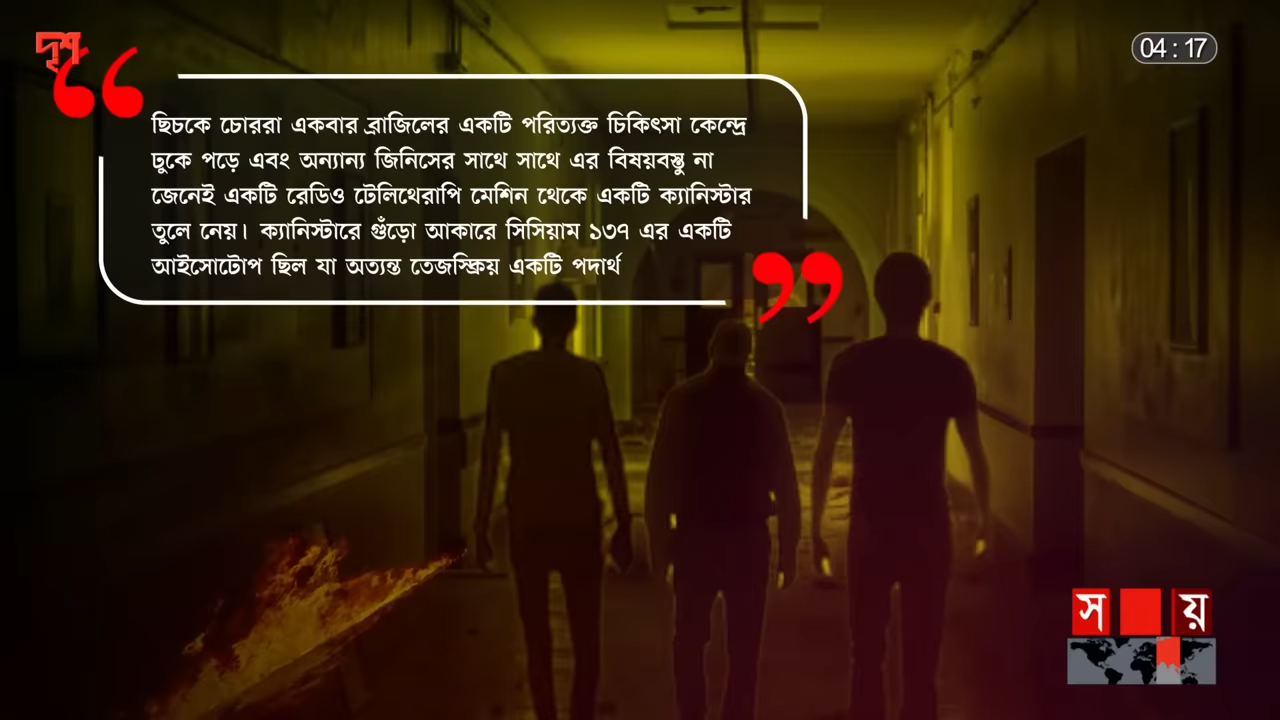 দৃশ
04 : 17
ছিচকে চোররা একবার ব্রাজিলের একটি পরিত্যক্ত চিকিৎসা কেন্দ্রে
ঢুকে পড়ে এবং অন্যান্য জিনিসের সাথে সাথে এর বিষয়বস্তু না
জেনেই একটি রেডিও টেলিথেরাপি মেশিন থেকে একটি ক্যানিস্টার
তুলে নেয়। ক্যানিস্টারে গুঁড়ো আকারে সিসিয়াম ১৩৭ এর একটি
আইসোটোপ ছিল যা অত্যন্ত তেজস্ক্রিয় একটি পদার্থ
স য়